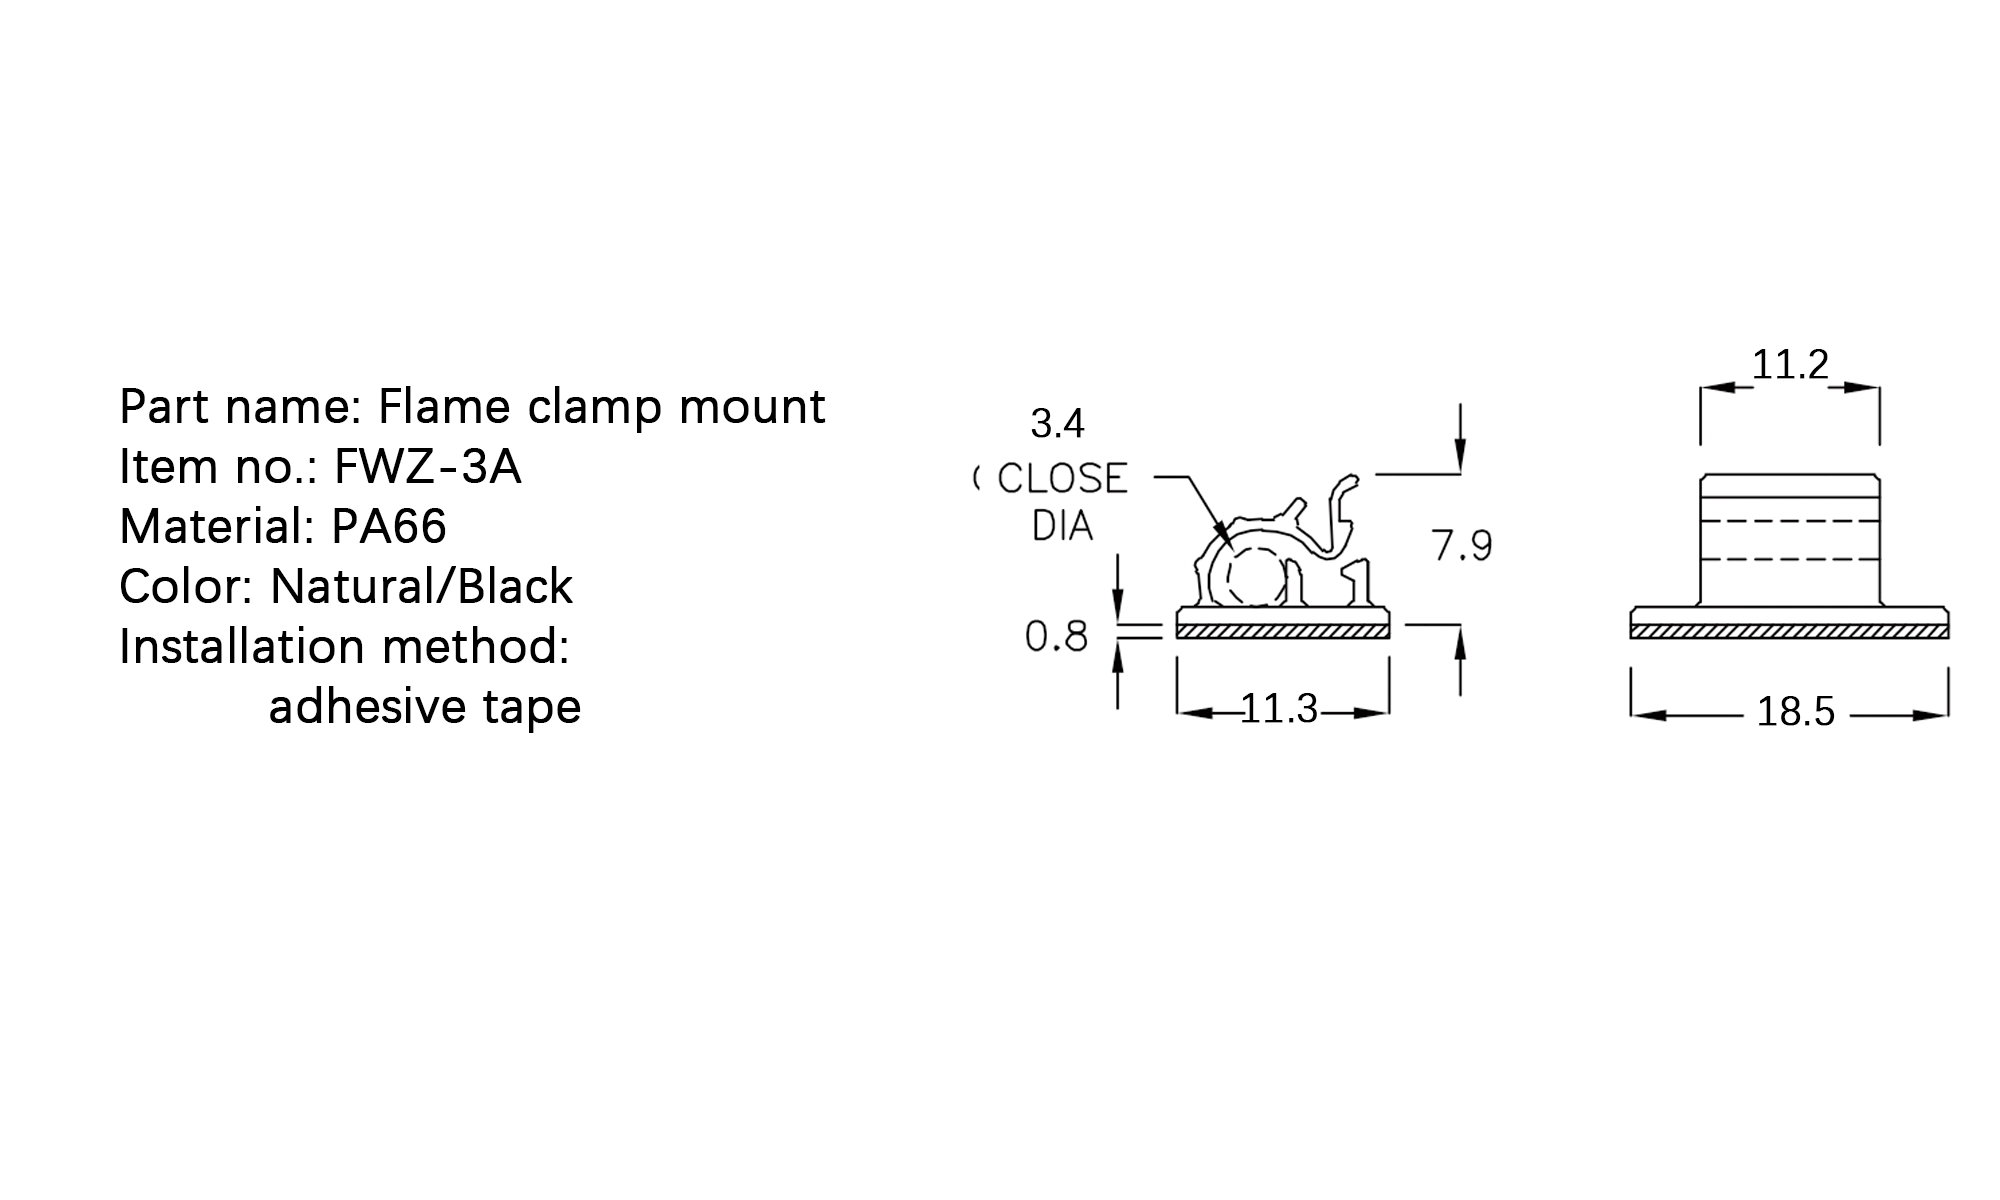 Part name: Flame clamp mount
Item no.: FWZ-3A
Material: PA66
Color: Natural/Black
Installation method:
adhesive tape
3.4
( CLOSE
DIA
0.8
11.3
7.9
11.2
18.5